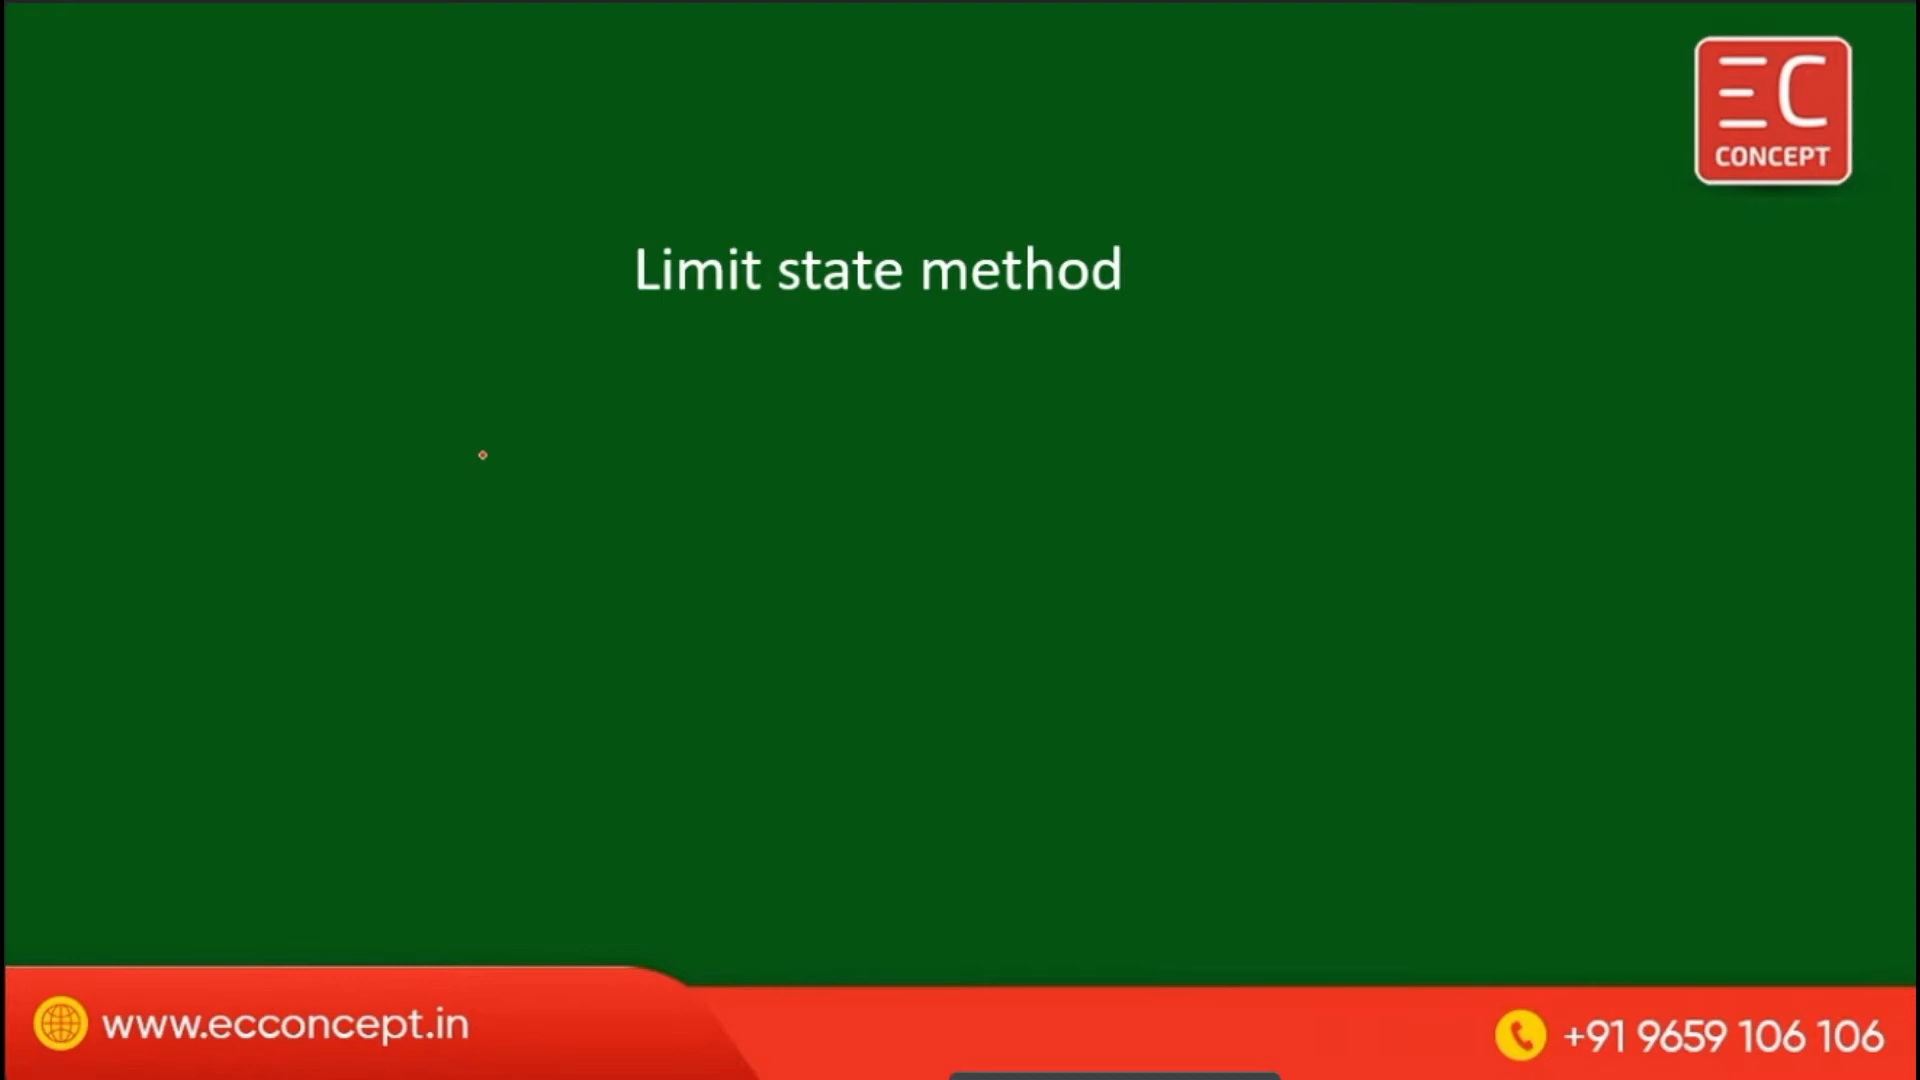 EC
CONCEPT
Limit state method
www.ecconcept.in
+91 9659 106 106